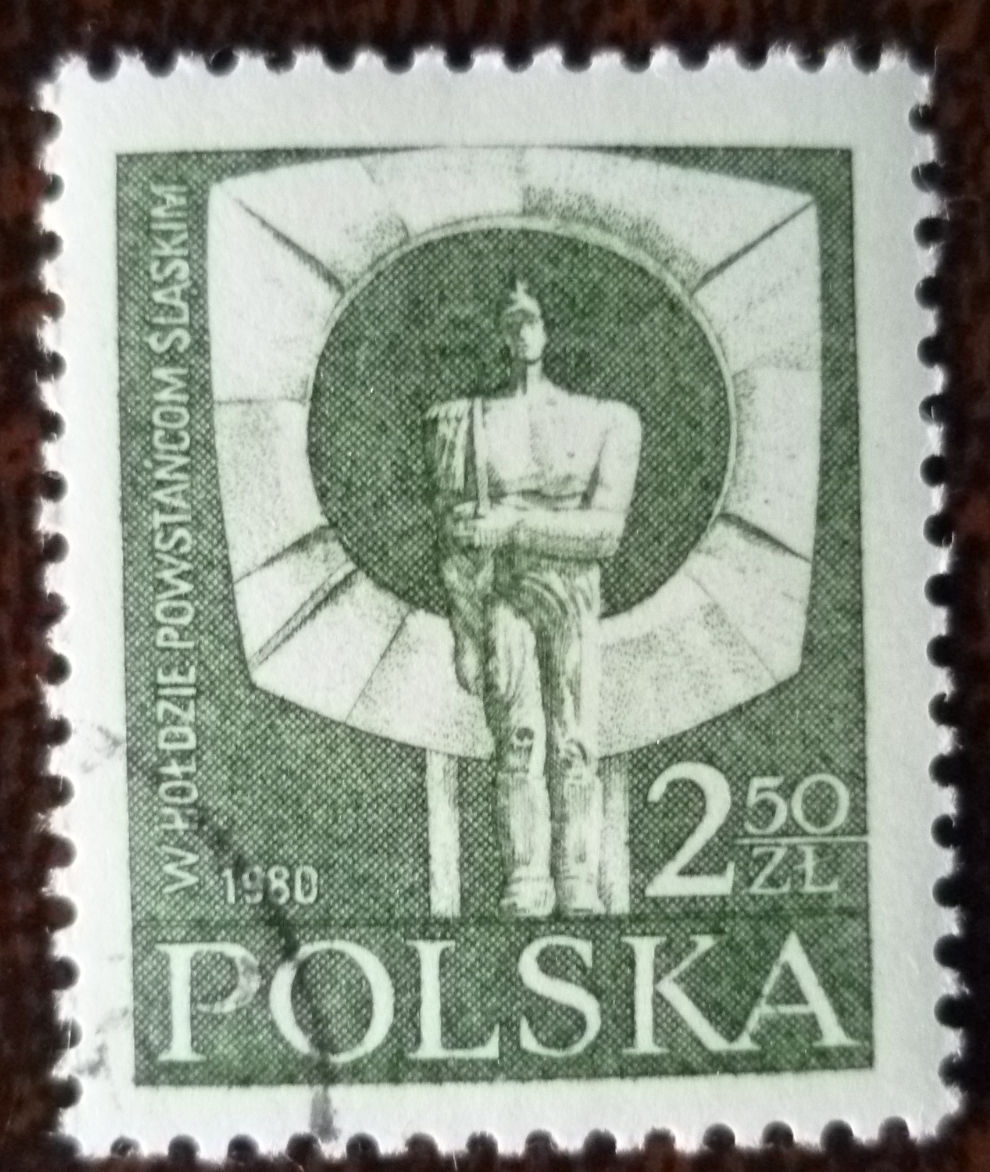 W HOŁDZIE POWSTAŃCOM ŚLĄSKIM
1980
2 50 ZŁ
POLSKA